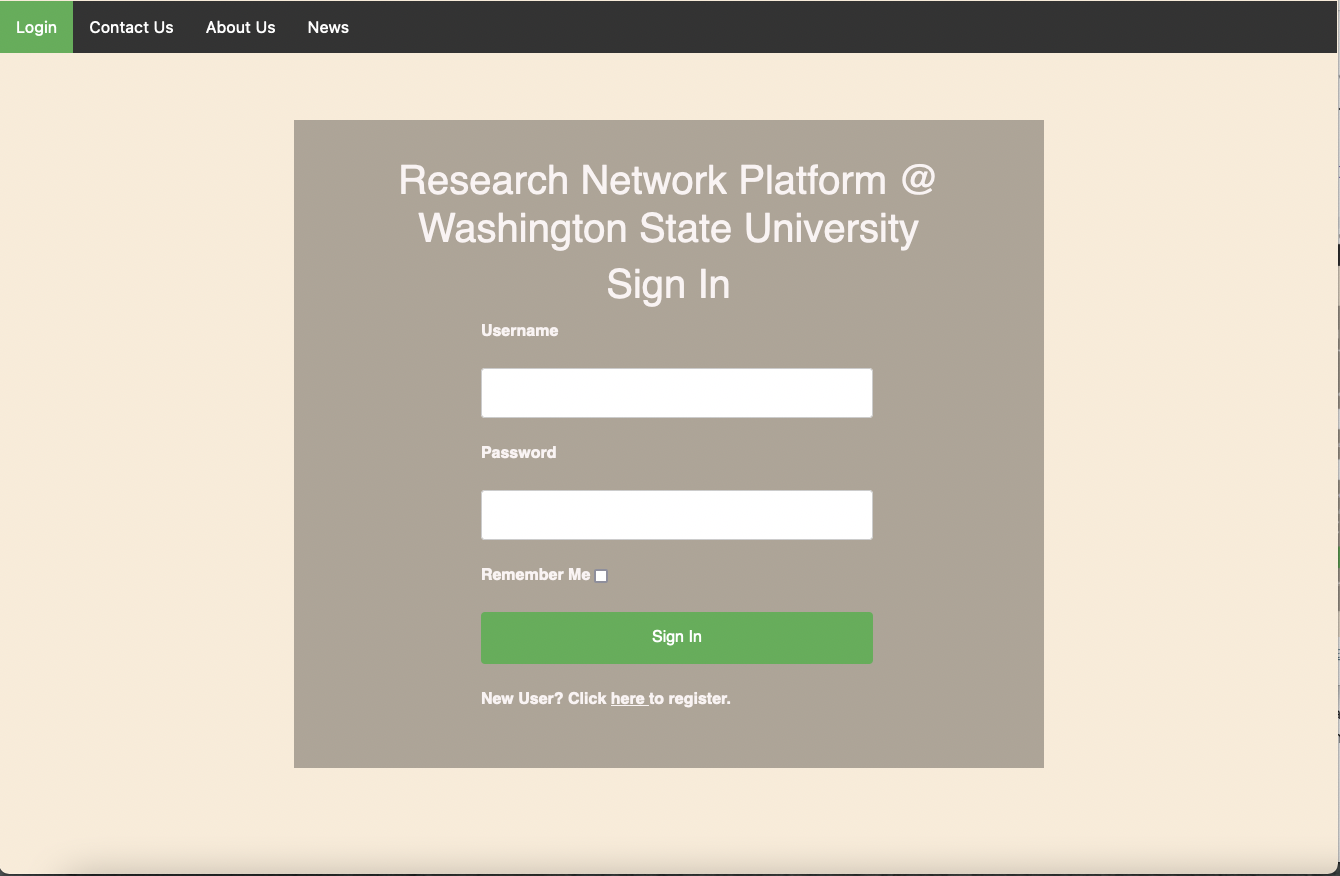 Login Contact Us About Us News
Research Network Platform @
Washington State University
Sign In
Username
Password
Remember Me
Sign In
New User? Click here to register.